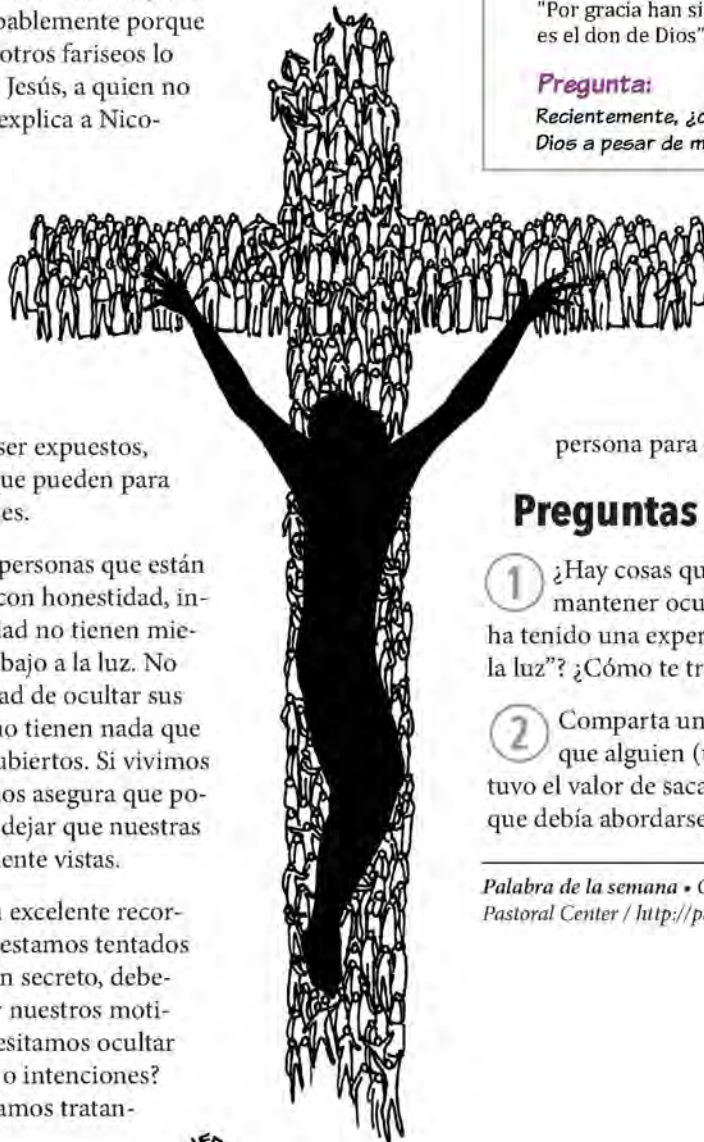 bablemente porque
otros fariseos lo
Jesús, a quien no
explica a Nico-
ser expuestos,
que pueden para
es.
personas que están
con honestidad, in-
dad no tienen mie-
bajo a la luz. No
ad de ocultar sus
no tienen nada que
ubiertos. Si vivimos
nos asegura que po-
dejar que nuestras
ente vistas.
excelente recor-
estamos tentados
n secreto, debe-
r nuestros moti-
esitamos ocultar
o intenciones?
amos tratan-
"Por gracia han si
es el don de Dios"
Pregunta:
Recientemente, ¿c
Dios a pesar de m
persona para
Preguntas
1 ¿Hay cosas qu
mantener ocu
ha tenido una exper
la luz"? ¿Cómo te tr
2 Comparta un
que alguien (
tuvo el valor de saca
que debía abordarse
Palabra de la semana •
Pastoral Center / http://p